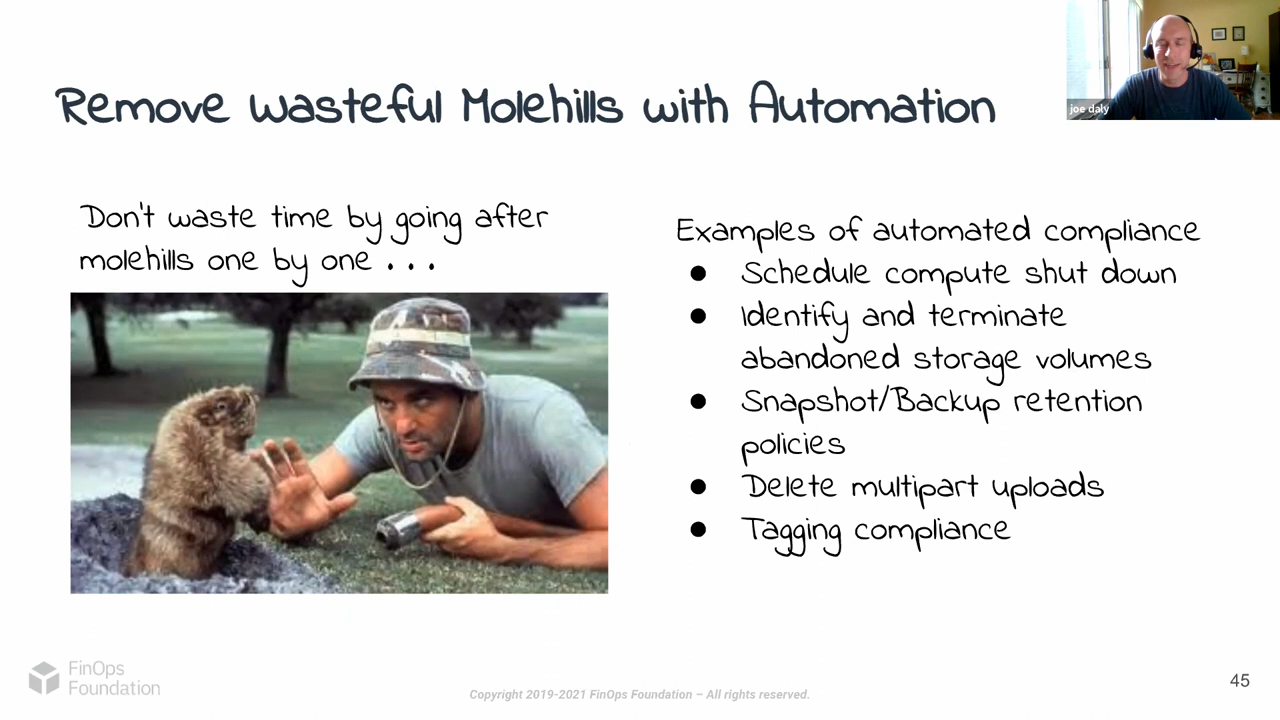 joe daly
Remove Wasteful Molehills with Automation
Don't waste time by going after
molehills one by one . . .
Examples of automated compliance
● Schedule compute shut down
● Identify and terminate
abandoned storage volumes
● Snapshot/Backup retention
policies
● Delete multipart uploads
● Tagging compliance
FinOps
Foundation
Copyright 2019-2021 FinOps Foundation – All rights reserved.
45